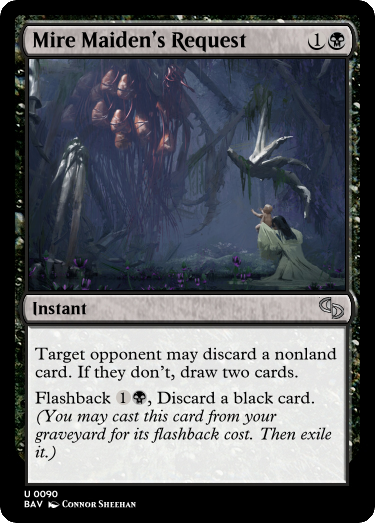 Mire Maiden's Request 1
Instant
Target opponent may discard a nonland
card. If they don't, draw two cards.
Flashback 1 , Discard a black card.
(You may cast this card from your
graveyard for its flashback cost. Then exile
it.)
U 0090
BAV Connor Sheehan